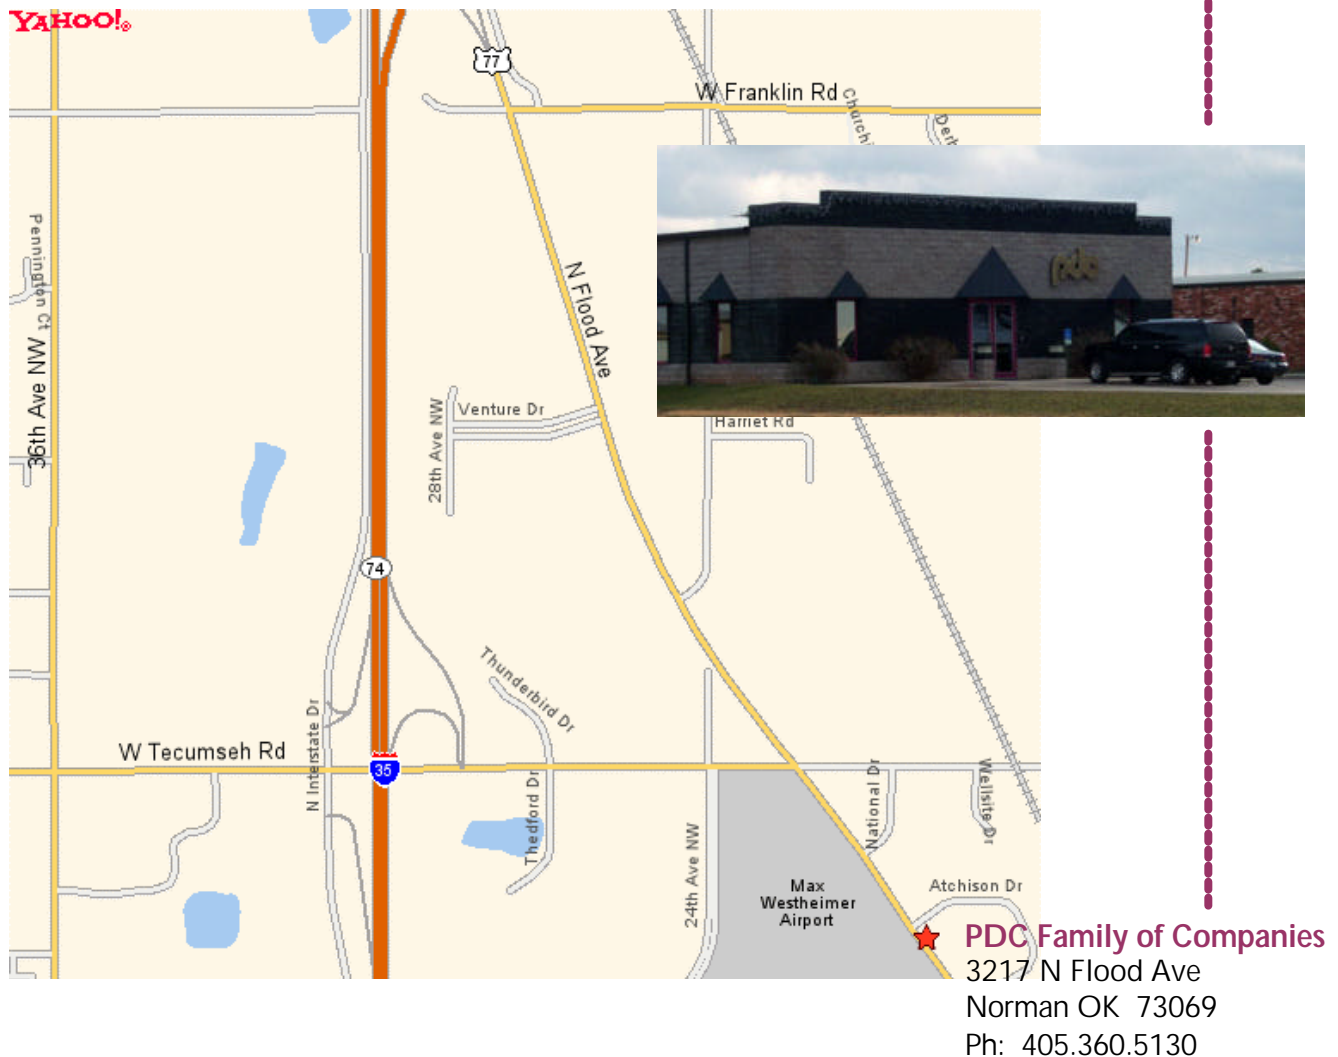 YAHOO!®
77
W Franklin Rd
Churchi
Derh
Pennington Ct
N Flood Ave
pdc
36th Ave NW
Venture Dr
Harriet Rd
28th Ave NW
74
Thunderbird Dr
N Interstate Dr
W Tecumseh Rd
35
Thedford Dr
National Dr
Wellsite Dr
24th Ave NW
Max
Westheimer
Airport
Atchison Dr
PDC Family of Companies
3217 N Flood Ave
Norman OK 73069
Ph: 405.360.5130